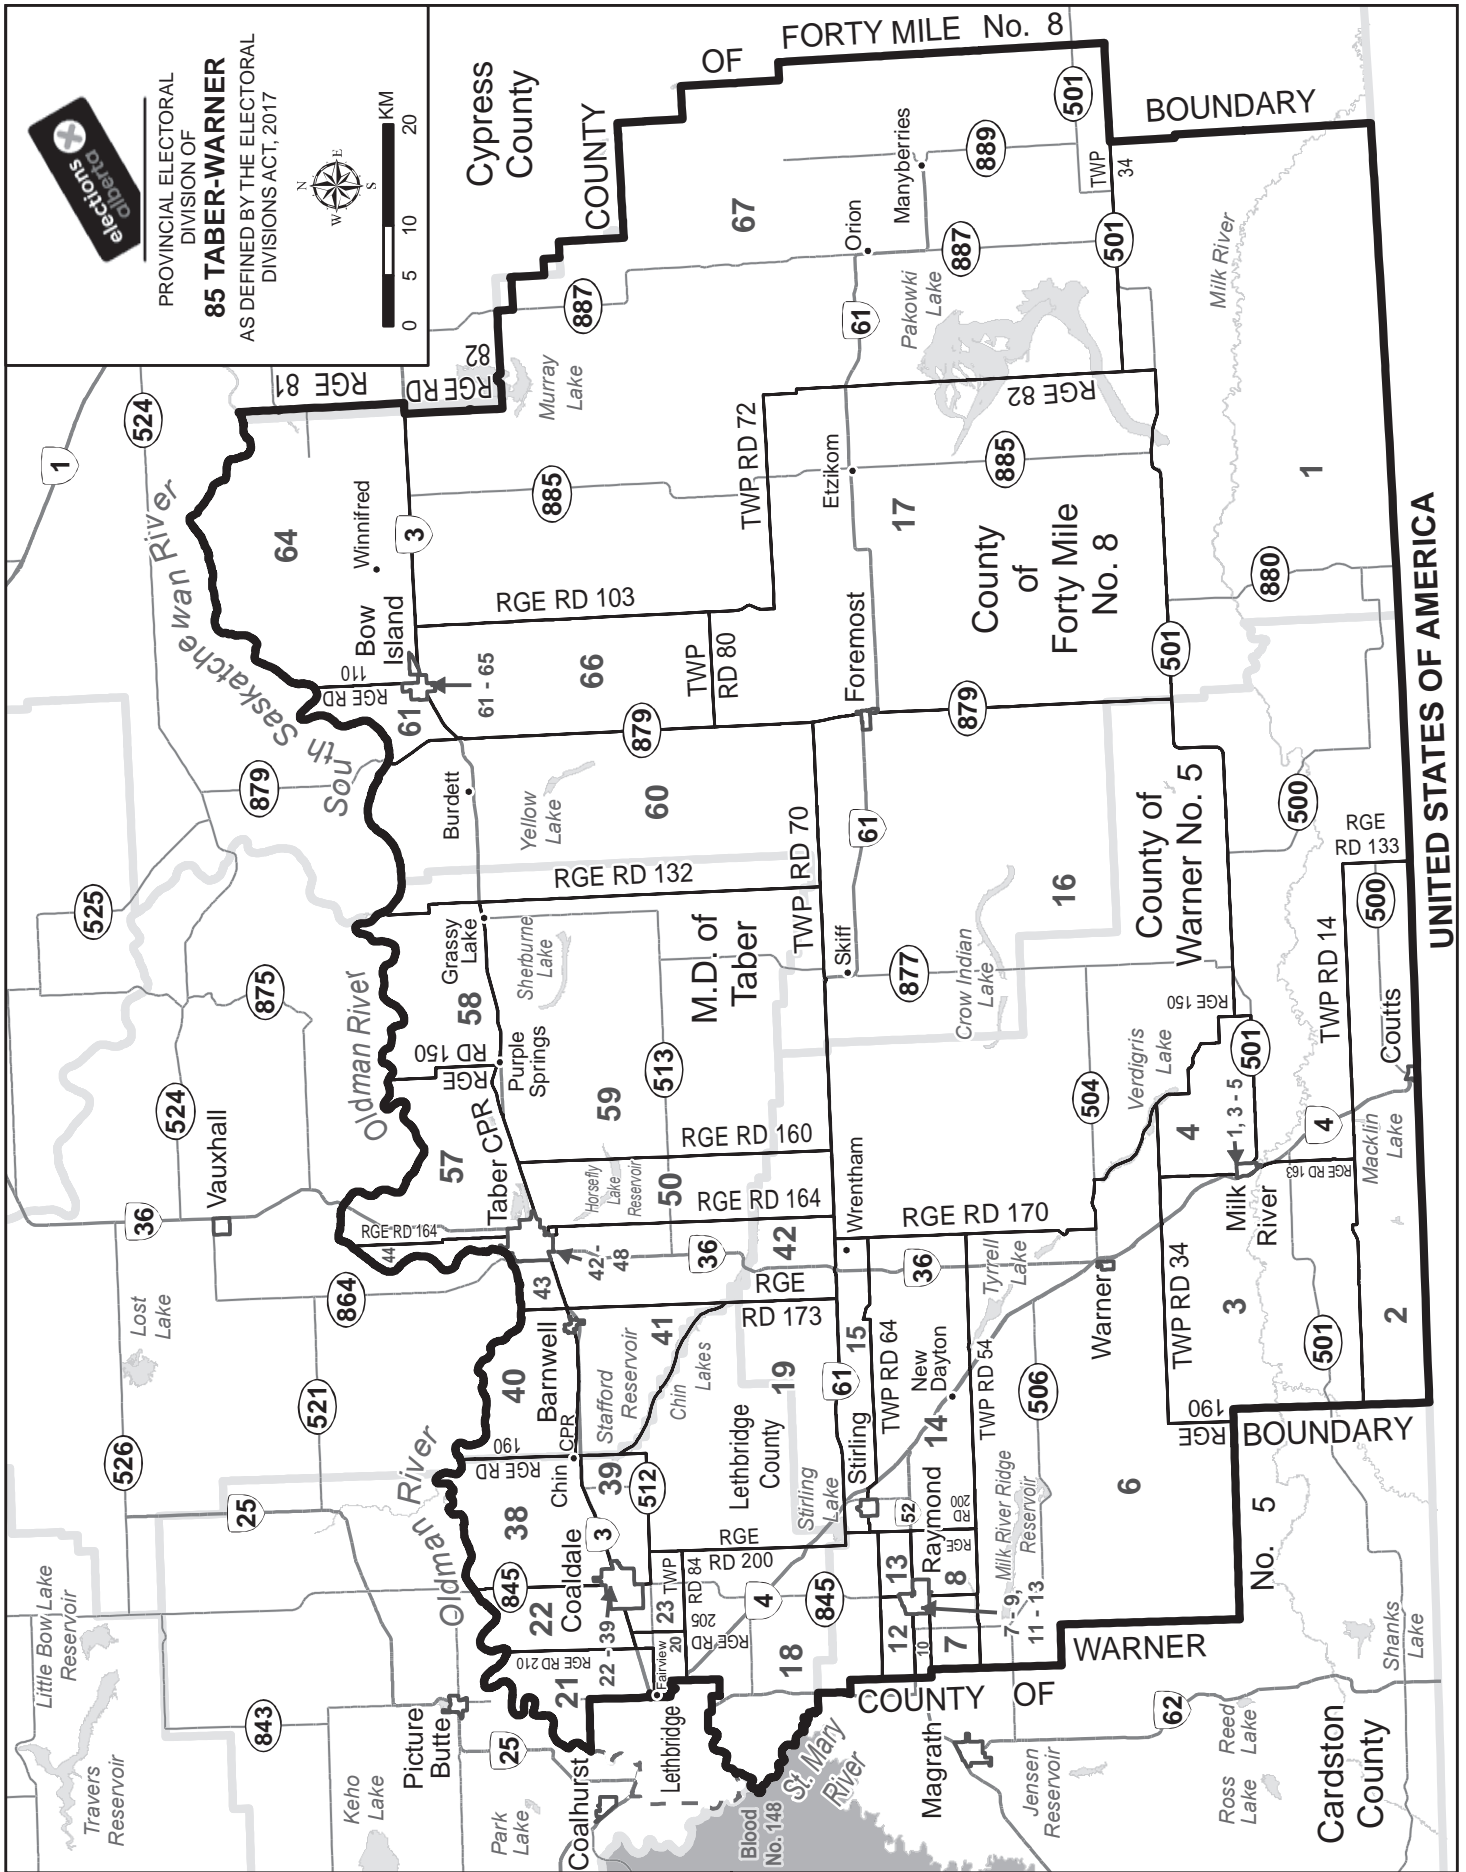 elections
alberta
PROVINCIAL ELECTORAL
DIVISION OF
85 TABER-WARNER
AS DEFINED BY THE ELECTORAL
DIVISIONS ACT, 2017
N
E
S
W
0
5
10
20
KM
1
524
525
875
524
Vauxhall
36
526
864
Lost
Lake
521
25
Little Bow Lake
Reservoir
Travers
Reservoir
843
Keho
Lake
Picture
Butte
Park
Lake
25
Coalhurst
879
South Saskatchewan River
Oldman River
Oldman River
RGE 81
RGE RD
82
Murray
Lake
Cypress
County
COUNTY
OF
FORTY MILE No. 8
BOUNDARY
64
Winnifred
Bow
Island
3
RGE RD
110
61
61 - 65
RGE RD 103
66
TWP
RD 80
879
885
TWP RD 72
887
67
Manyberries
889
501
TWP
34
Orion
887
501
61
Pakowki
Lake
RGE 82
Etzikom
885
17
County
of
Forty Mile
No. 8
Foremost
879
501
880
Milk River
1
Burdett
Yellow
Lake
60
RGE RD 132
TWP RD 70
61
Grassy
Lake
Sherburne
Lake
58
M.D. of
Taber
Skiff
877
Crow Indian
Lake
16
County of
Warner No. 5
500
RGE
RD 133
500
TWP RD 14
Coutts
RGE RD 150
Purple
Springs
513
59
57
Taber
CPR
RGE RD 160
Horsefly
Lake
Reservoir
50
RGE RD 164
RGE RD 164
44
42 -
48
43
36
42
RGE
RD 173
504
Verdigris
Lake
RGE 150
501
4
1, 3 - 5
4
Macklin
Lake
Wrentham
RGE RD 170
36
Tyrrell
Lake
Warner
Milk
River
RGE RD 163
TWP RD 34
3
501
2
40
Barnwell
Stafford
Reservoir
41
Chin
Lakes
19
61
15
TWP RD 64
New
Dayton
TWP RD 54
506
RGE
190
BOUNDARY
RGE RD
190
CPR
Chin
39
512
Lethbridge
County
Stirling
Lake
Stirling
14
38
Coaldale
3
RGE
RD 200
52
Raymond
RGE
RD
200
Milk River Ridge
Reservoir
6
No. 5
845
22
22 - 39
23
TWP
RD 84
RGE RD
205
4
845
13
8
7 - 9,
11 - 13
12
10
7
WARNER
RGE RD 210
21
20
Fairview
18
COUNTY OF
Lethbridge
St. Mary
River
Blood
No. 148
Magrath
62
Jensen
Reservoir
Ross
Lake
Reed
Lake
Shanks
Lake
Cardston
County
UNITED STATES OF AMERICA